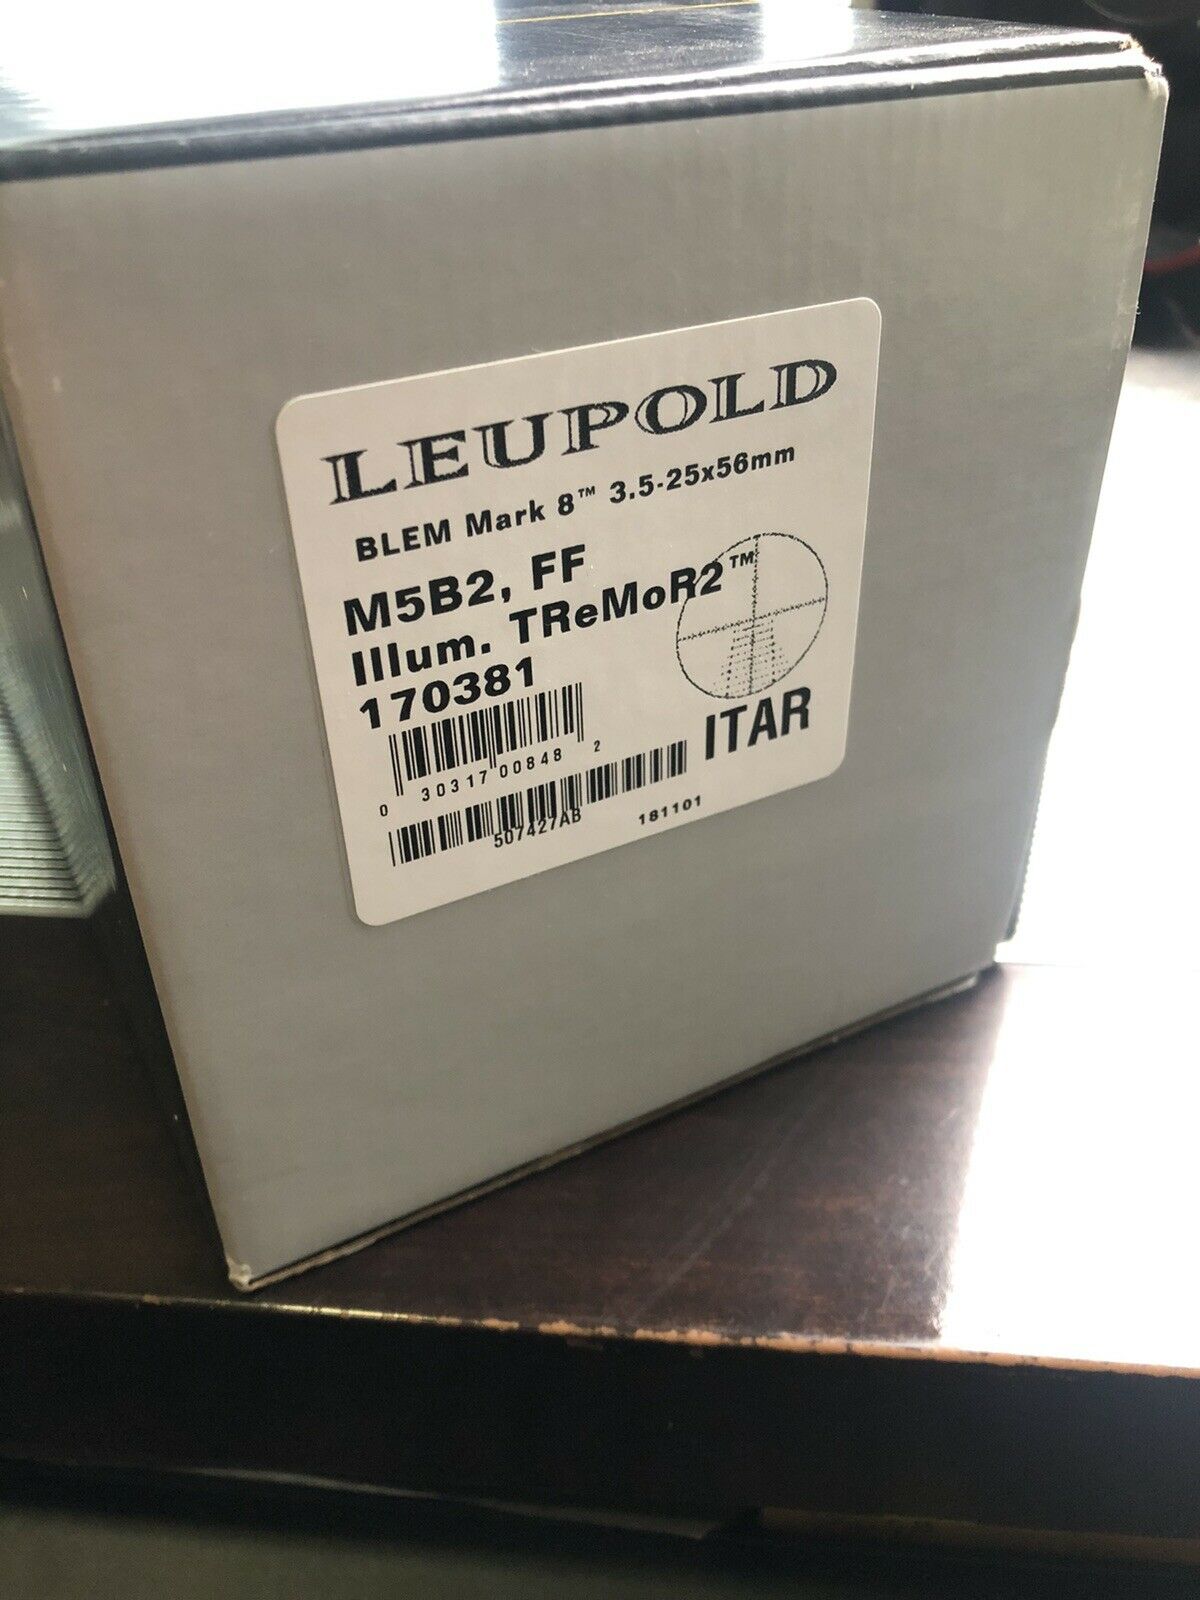 LEUPOLD
BLEM Mark 8™ 3.5-25x56mm
M5B2, FF
Illum. TReMoR2™
170381
0 30317 00848 2
ITAR
507427AB
181101